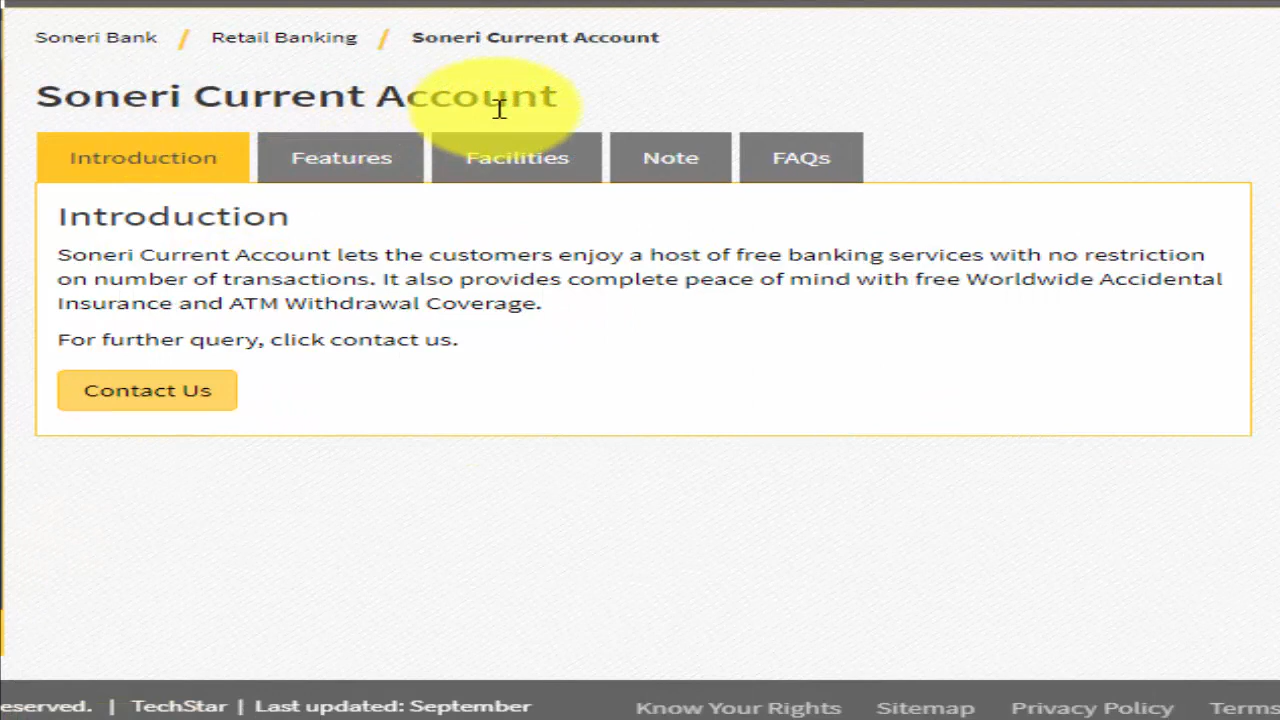 Soneri Bank / Retail Banking / Soneri Current Account
Soneri Current Account
Introduction Features Facilities Note FAQs
Introduction
Soneri Current Account lets the customers enjoy a host of free banking services with no restriction
on number of transactions. It also provides complete peace of mind with free Worldwide Accidental
Insurance and ATM Withdrawal Coverage.
For further query, click contact us.
Contact Us
eserved. | TechStar | Last updated: September Know Your Rights Sitemap Privacy Policy Terms